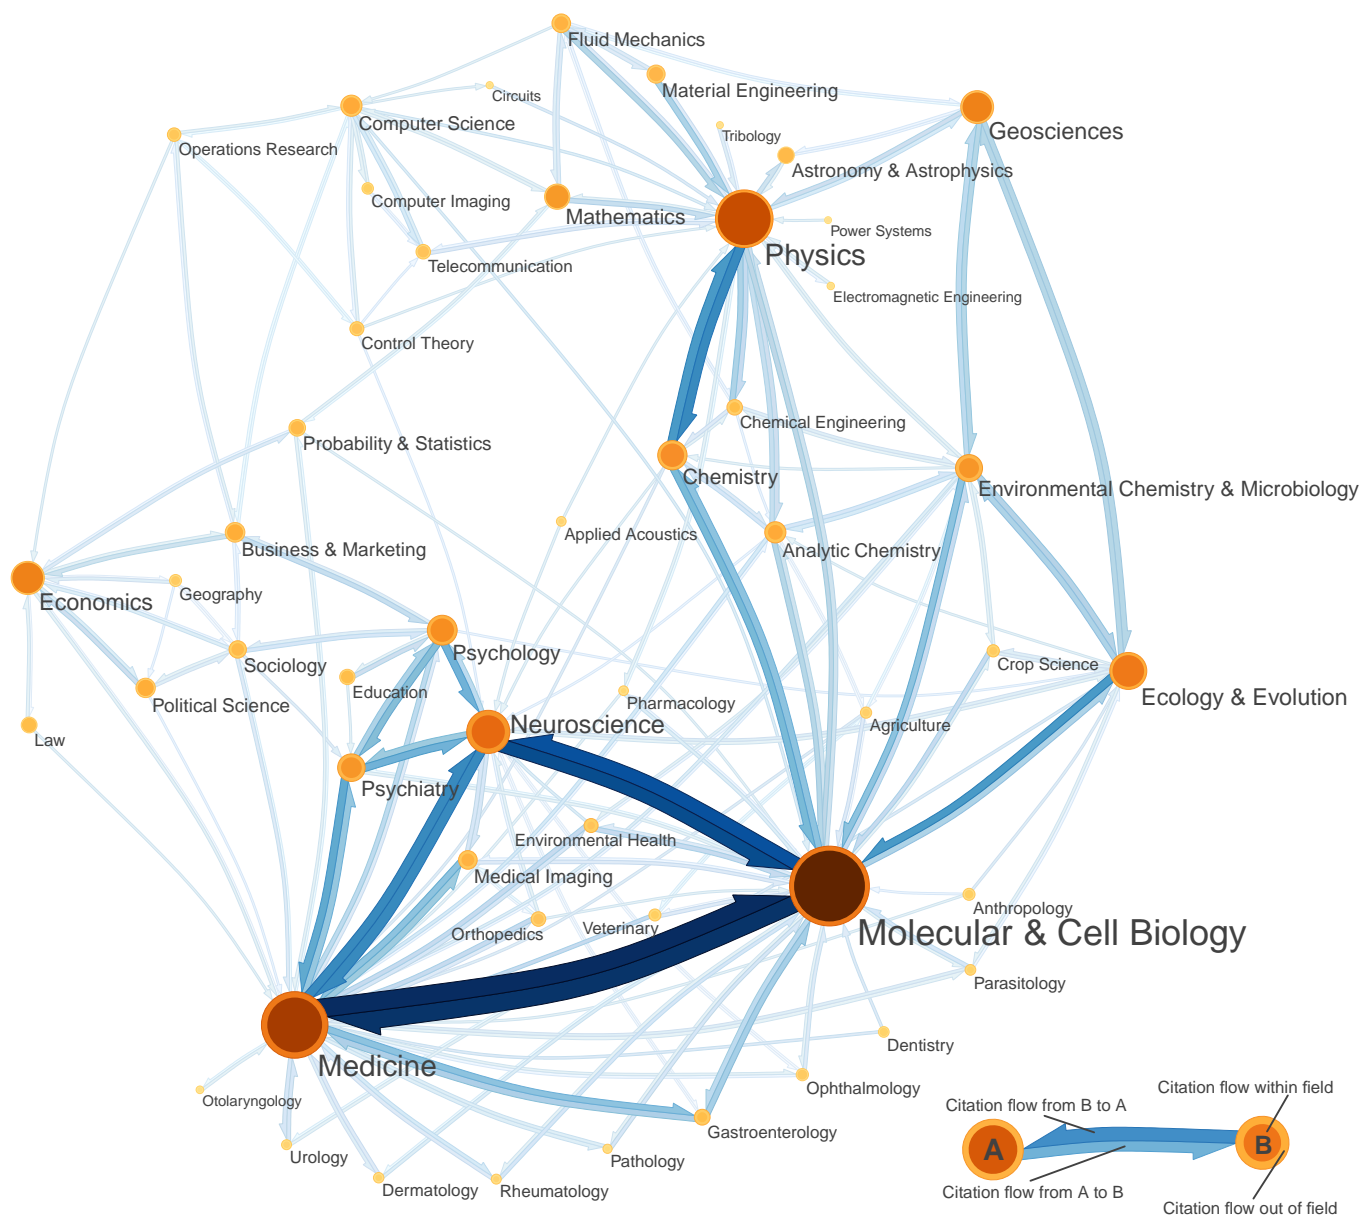 Fluid Mechanics
Material Engineering
Circuits
Computer Science
Tribology
Geosciences
Operations Research
Astronomy & Astrophysics
Computer Imaging
Mathematics
Power Systems
Physics
Telecommunication
Electromagnetic Engineering
Control Theory
Chemical Engineering
Probability & Statistics
Chemistry
Environmental Chemistry & Microbiology
Applied Acoustics
Analytic Chemistry
Business & Marketing
Geography
Economics
Psychology
Sociology
Crop Science
Education
Ecology & Evolution
Political Science
Pharmacology
Neuroscience
Agriculture
Law
Psychiatry
Environmental Health
Medical Imaging
Anthropology
Orthopedics
Veterinary
Molecular & Cell Biology
Parasitology
Dentistry
Medicine
Ophthalmology
Otolaryngology
Gastroenterology
Urology
Pathology
Dermatology
Rheumatology
Citation flow within field
Citation flow from B to A
A
B
Citation flow from A to B
Citation flow out of field